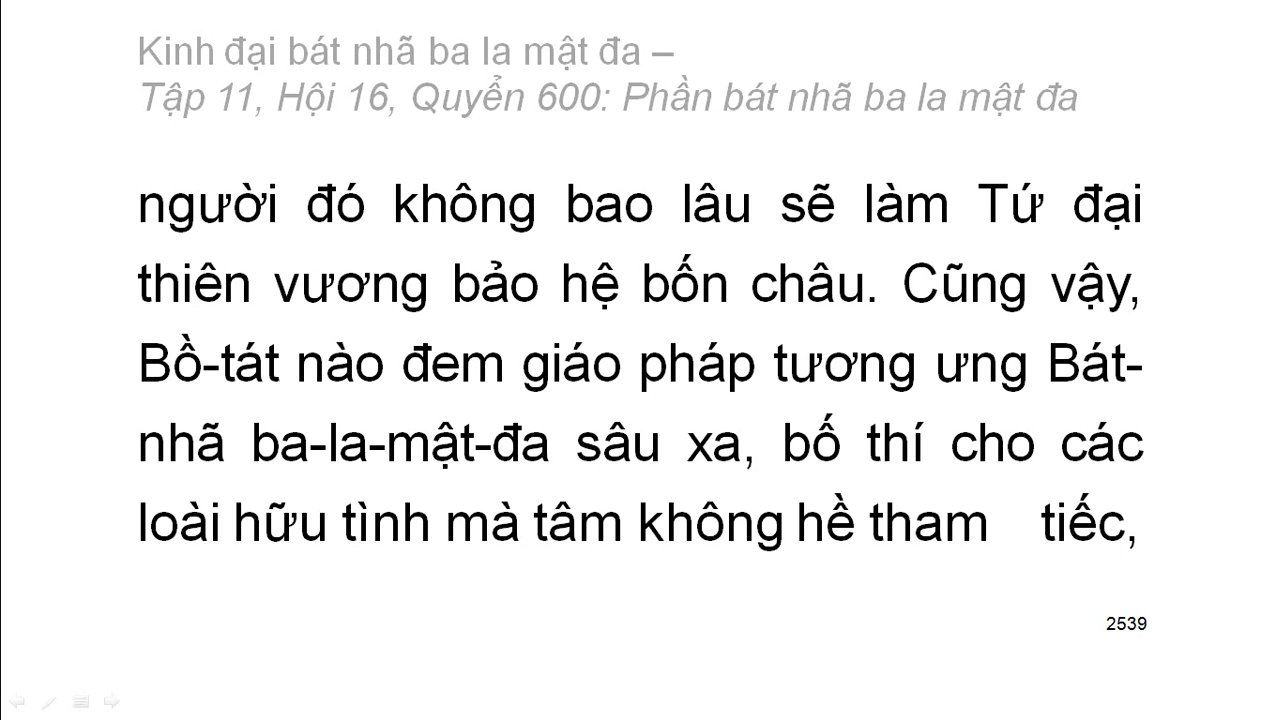 Kinh đại bát nhã ba la mật đa –
Tập 11, Hội 16, Quyển 600: Phần bát nhã ba la mật đa
người đó không bao lâu sẽ làm Tứ đại
thiên vương bảo hệ bốn châu. Cũng vậy,
Bồ-tát nào đem giáo pháp tương ưng Bát-
nhã ba-la-mật-đa sâu xa, bố thí cho các
loài hữu tình mà tâm không hề tham tiếc,
2539